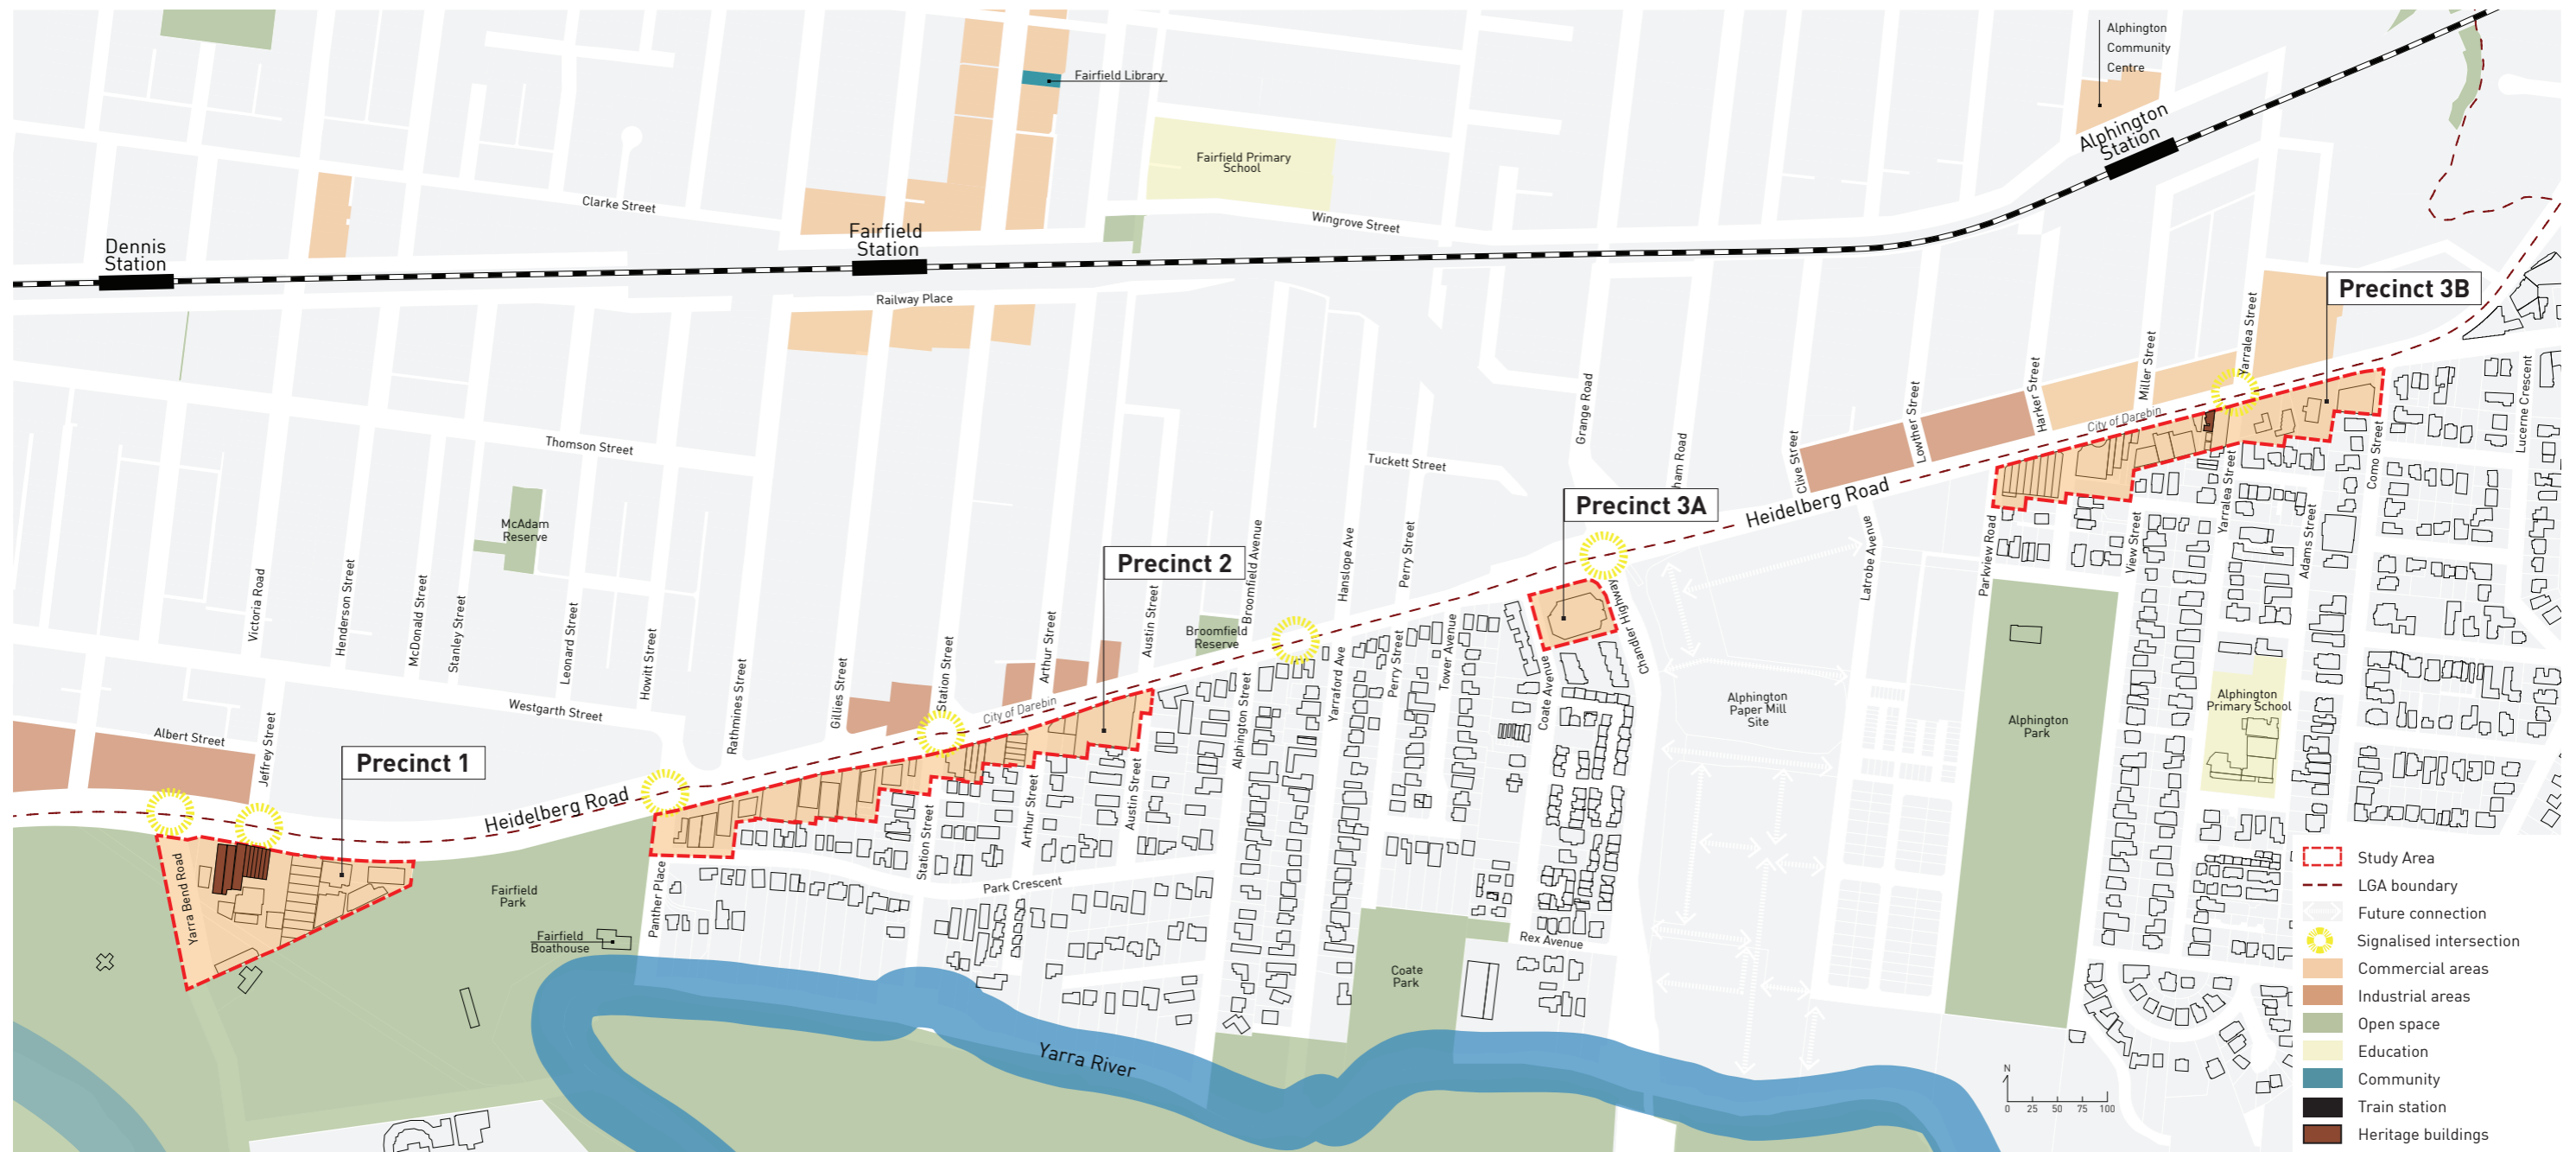 Alphington
Community
Centre
Fairfield Library
Alphington
Station
Fairfield Primary
School
Clarke Street
Wingrove Street
Dennis
Station
Fairfield
Station
Railway Place
Precinct 3B
Yarralea Street
Miller Street
Harker Street
Lowther Street
Clive Street
Lucerne Crescent
Grange Road
ham Road
Thomson Street
Tuckett Street
City of Darebin
Como Street
Heidelberg Road
Precinct 3A
McAdam
Reserve
Yarralea Street
View Street
Adams Street
Parkview Road
Latrobe Avenue
Precinct 2
Broomfield Avenue
Hanslope Ave
Perry Street
Austin Street
Victoria Road
Henderson Street
McDonald Street
Stanley Street
Leonard Street
Howitt Street
Rathmines Street
Gillies Street
Station Street
Arthur Street
Broomfield
Reserve
Chandler Highway
Coate Avenue
Tower Avenue
Perry Street
Yarraford Ave
Alphington Street
Alphington
Paper Mill
Site
Alphington
Park
Alphington
Primary School
Westgarth Street
City of Darebin
Albert Street
Jeffrey Street
Precinct 1
Heidelberg Road
Austin Street
Arthur Street
Station Street
Park Crescent
Panther Place
Yarra Bend Road
Fairfield
Park
Fairfield
Boathouse
Rex Avenue
Coate
Park
Yarra River
N
0 25 50 75 100
Study Area
LGA boundary
Future connection
Signalised intersection
Commercial areas
Industrial areas
Open space
Education
Community
Train station
Heritage buildings